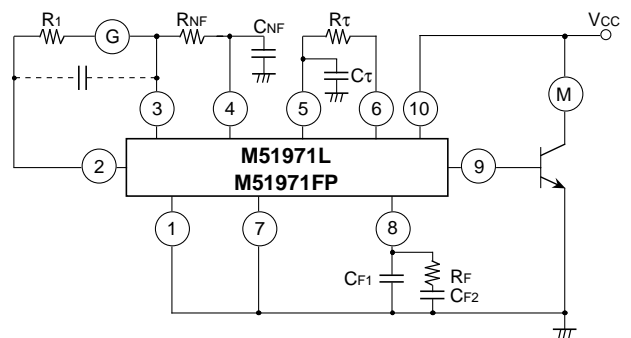 R1 G RNF CNF Rτ VCC
Cτ M
3 4 5 6 10
2 M51971L 9
M51971FP
1 7 8
CF1 RF
CF2